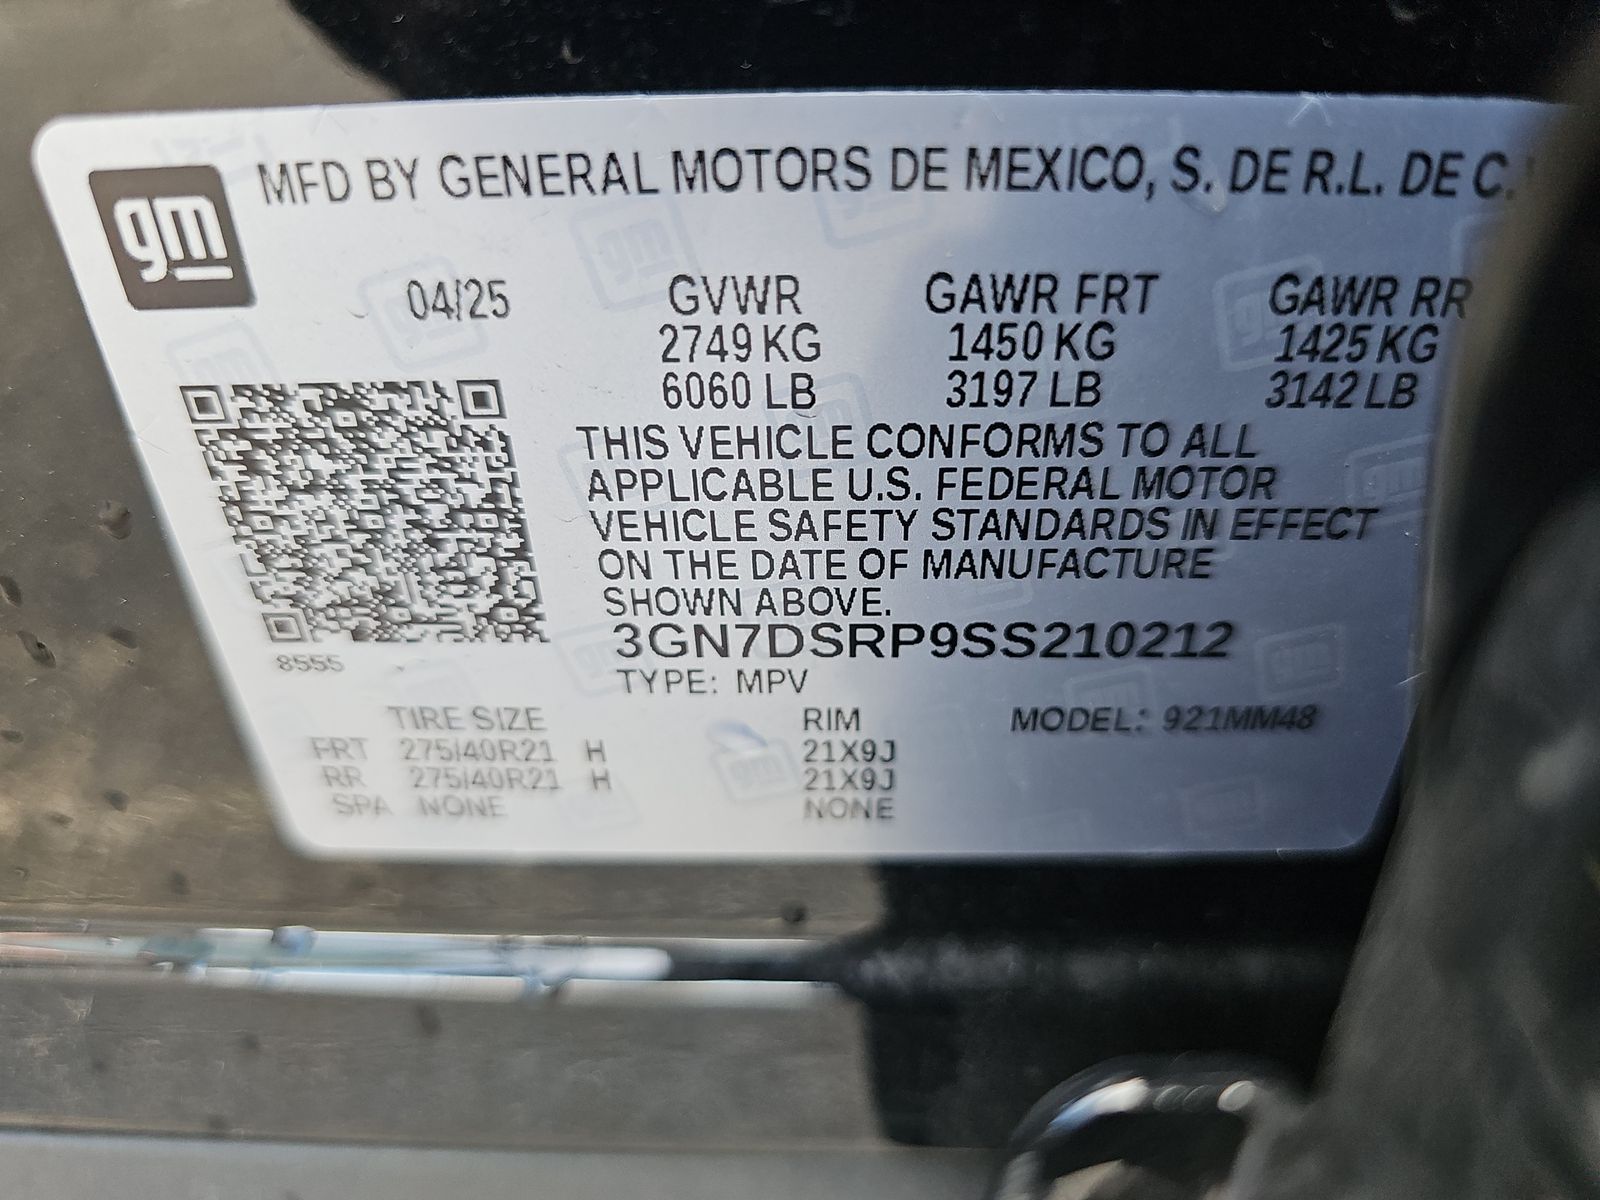 gm
MFD BY GENERAL MOTORS DE MEXICO, S. DE R.L. DE C.
04/25 GVWR GAWR FRT GAWR RR
2749 KG 1450 KG 1425 KG
6060 LB 3197 LB 3142 LB
THIS VEHICLE CONFORMS TO ALL
APPLICABLE U.S. FEDERAL MOTOR
VEHICLE SAFETY STANDARDS IN EFFECT
ON THE DATE OF MANUFACTURE
SHOWN ABOVE.
8555
3GN7DSRP9SS210212
TYPE: MPV
TIRE SIZE RIM MODEL: 921MM48
FRT 275/40R21 H 21X9J
RR 275/40R21 H 21X9J
SPA NONE NONE